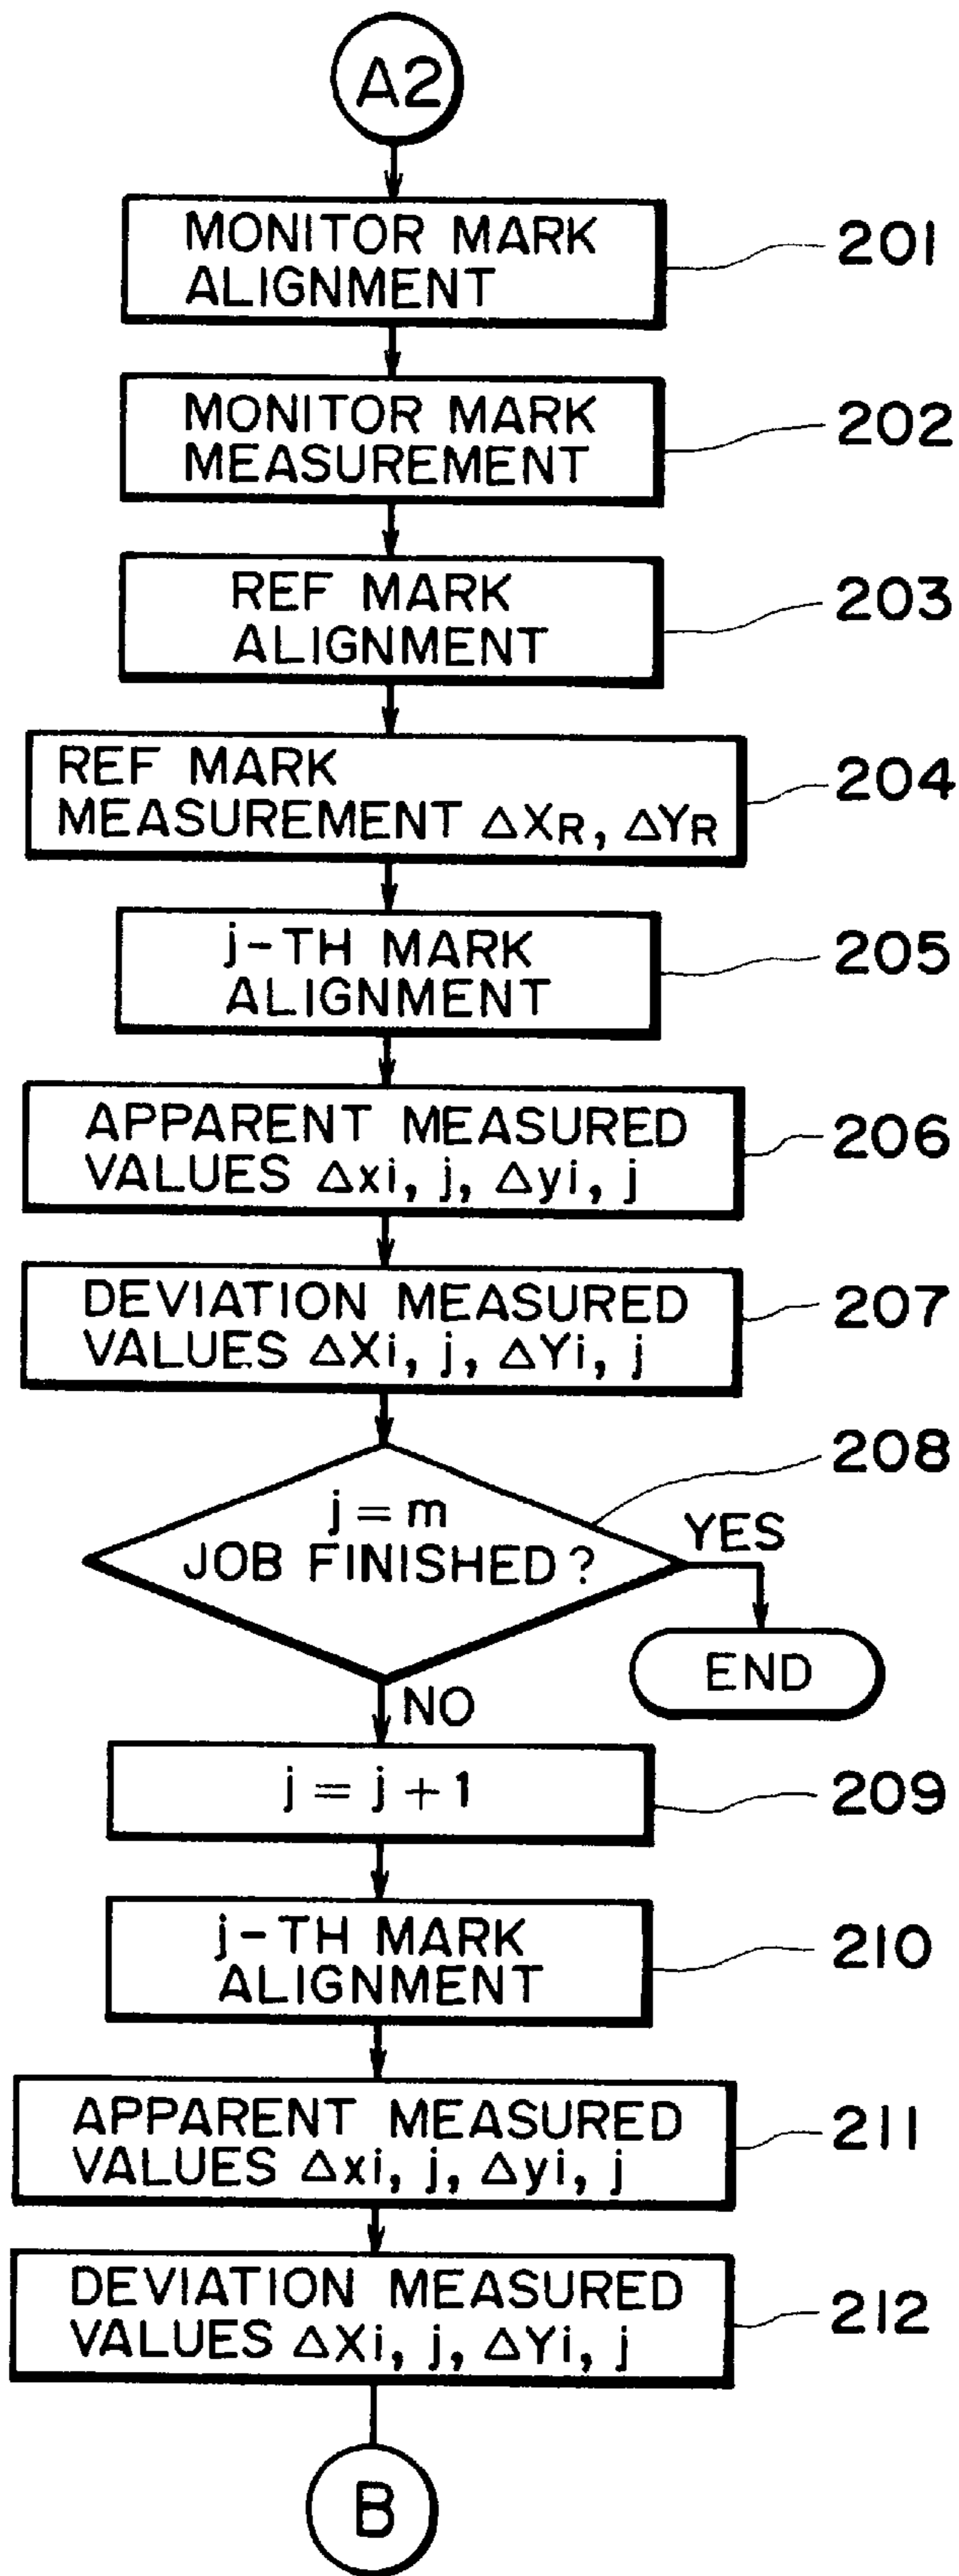 A2
MONITOR MARK
ALIGNMENT
201
MONITOR MARK
MEASUREMENT
202
REF MARK
ALIGNMENT
203
REF MARK
MEASUREMENT ΔXR, ΔYR
204
j-TH MARK
ALIGNMENT
205
APPARENT MEASURED
VALUES Δxi, j, Δyi, j
206
DEVIATION MEASURED
VALUES ΔXi, j, ΔYi, j
207
208
j = m
JOB FINISHED?
YES
END
NO
j = j + 1
209
j-TH MARK
ALIGNMENT
210
APPARENT MEASURED
VALUES Δxi, j, Δyi, j
211
DEVIATION MEASURED
VALUES ΔXi, j, ΔYi, j
212
B